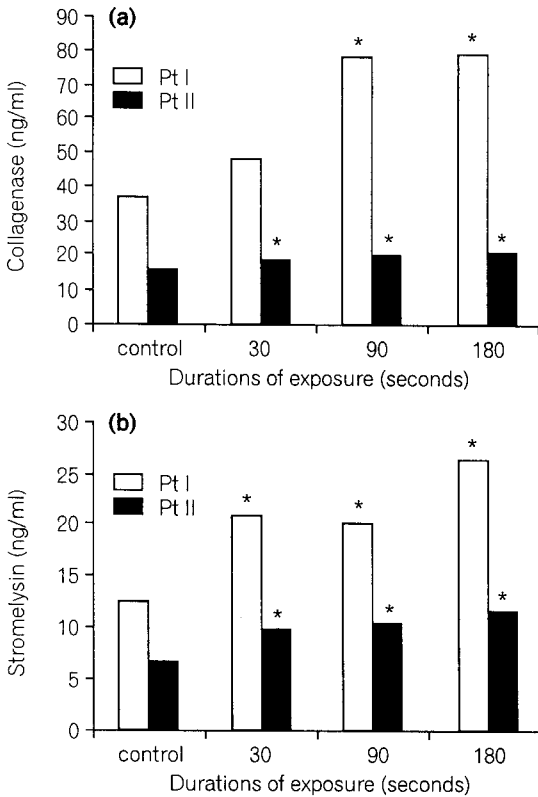 (a)
90
80
70
60
50
40
30
20
10
0
Collagenase (ng/ml)
Pt I
Pt II
* *
* * *
control 30 90 180
Durations of exposure (seconds)
(b)
30
25
20
15
10
5
0
Stromelysin (ng/ml)
Pt I
Pt II
* * *
* * *
control 30 90 180
Durations of exposure (seconds)